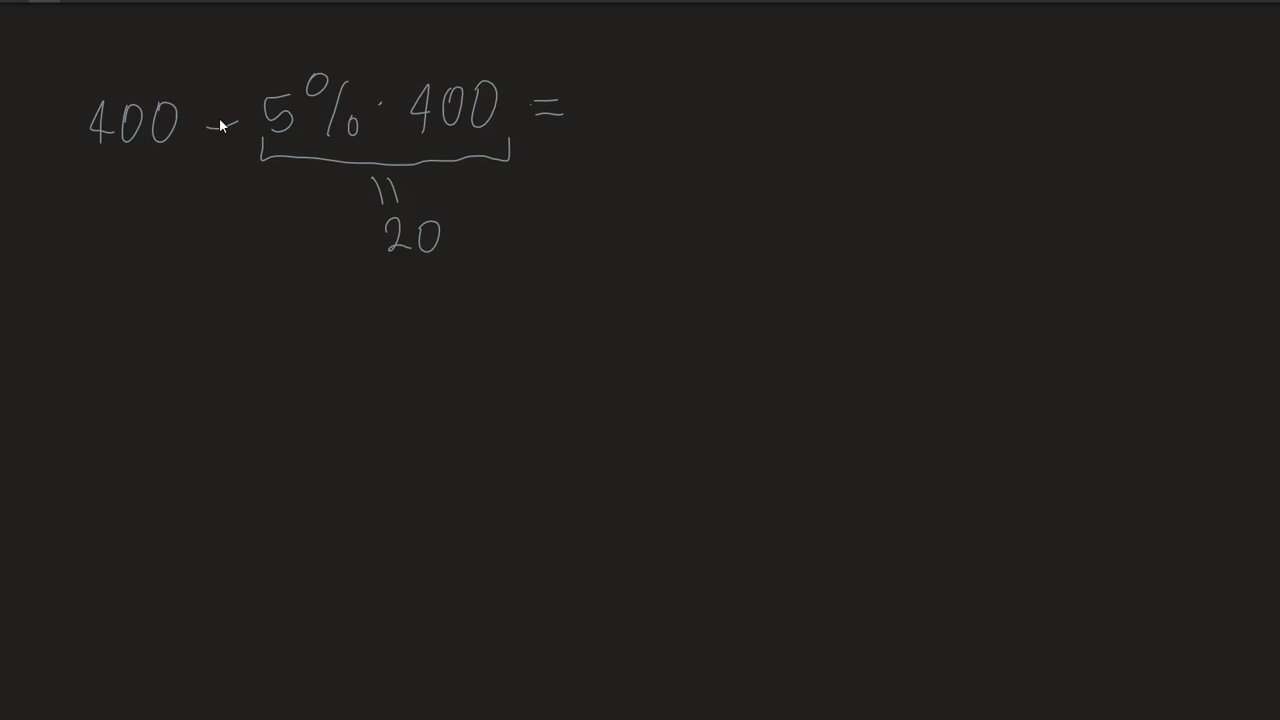 400 - 5% · 400 =
=
20